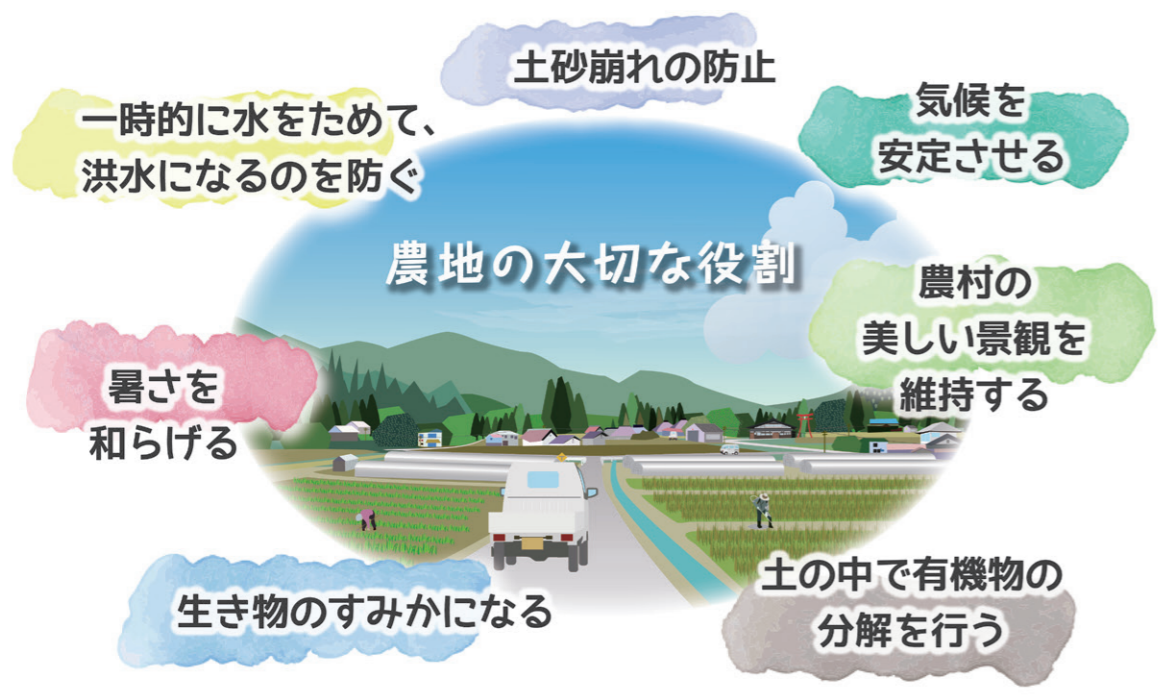 土砂崩れの防止
一時的に水をためて、
洪水になるのを防ぐ
気候を
安定させる
農地の大切な役割
農村の
美しい景観を
維持する
暑さを
和らげる
生き物のすみかになる
土の中で有機物の
分解を行う